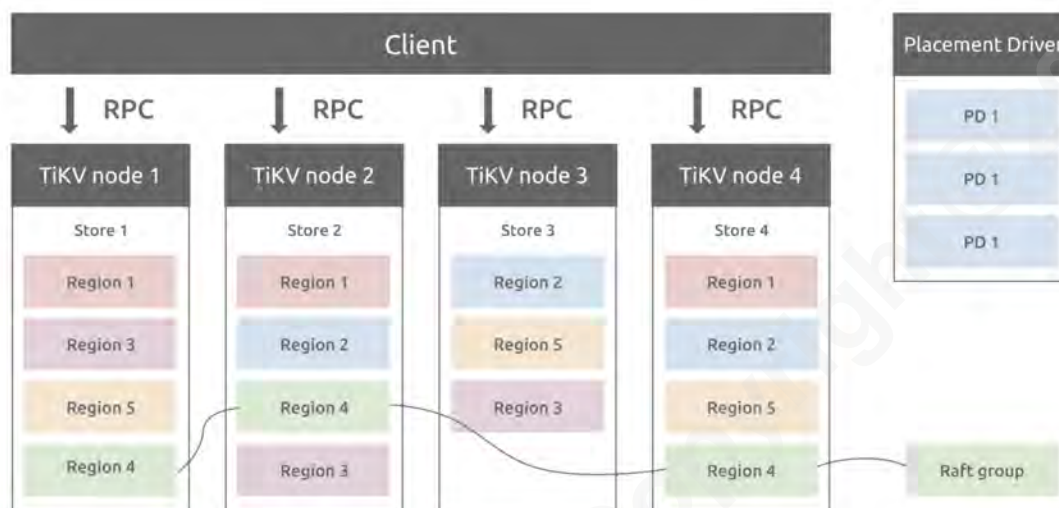 Client
Placement Driver
RPC
RPC
RPC
RPC
PD 1
PD 1
PD 1
TiKV node 1
TiKV node 2
TiKV node 3
TiKV node 4
Store 1
Store 2
Store 3
Store 4
Region 1
Region 1
Region 2
Region 1
Region 3
Region 2
Region 5
Region 2
Region 5
Region 4
Region 3
Region 5
Region 4
Region 3
Region 4
Raft group